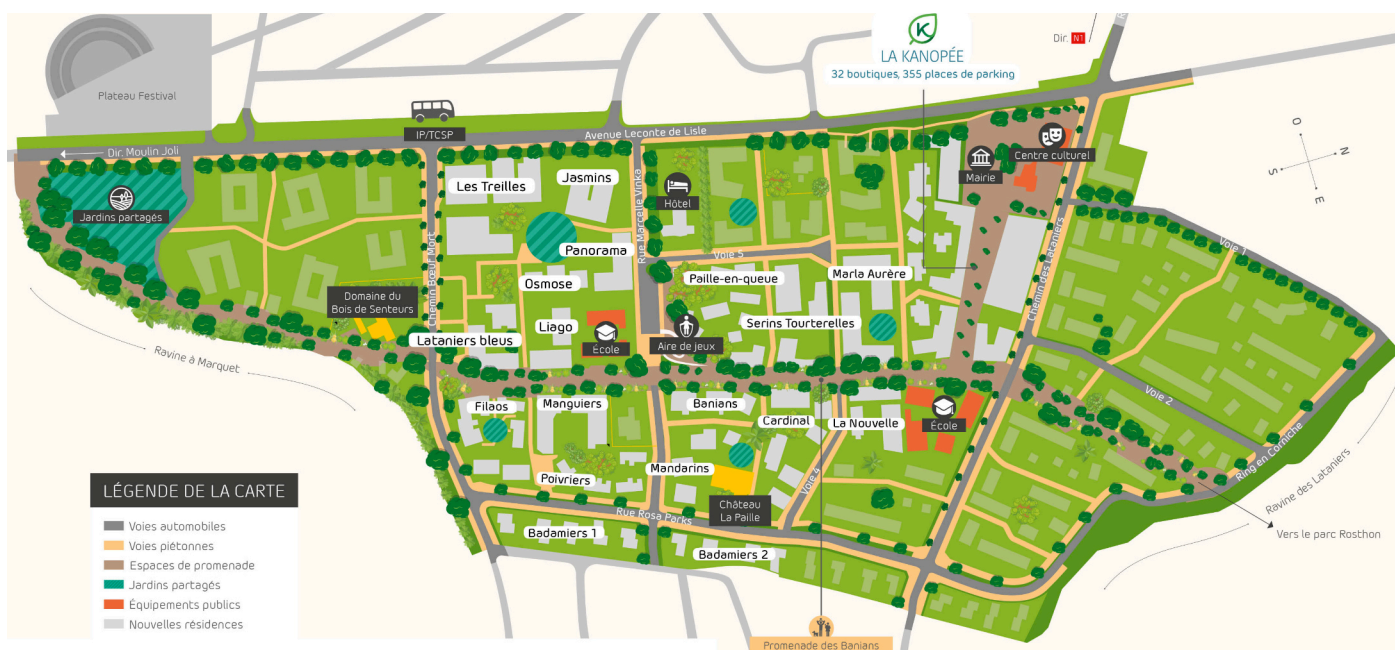 K
LA KANOPÉE
32 boutiques, 355 places de parking
Dir. N1
Plateau Festival
IP/TCSP
Avenue Leconte de Lisle
Dir. Moulin Joli
Centre culturel
Mairie
O
N
S
E
Les Treilles
Jasmins
Rue Marcelle Vinka
Hôtel
Jardins partagés
Panorama
Voie 5
Voie 1
Chemin Bœuf Mort
Osmose
Paille-en-queue
Marla Aurère
Chemin des Lataniers
Domaine du
Bois de Senteurs
Liago
Serins Tourterelles
Lataniers bleus
École
Aire de jeux
Ravine à Marquet
Voie 2
Filaos
Manguiers
Banians
Cardinal
La Nouvelle
École
Ring en Corniche
Ravine des Lataniers
Mandarins
Poivriers
Voie 4
Château
La Paille
Rue Rosa Parks
Vers le parc Rosthon
Badamiers 1
Badamiers 2
LÉGENDE DE LA CARTE
Voies automobiles
Voies piétonnes
Espaces de promenade
Jardins partagés
Équipements publics
Nouvelles résidences
Promenade des Banians